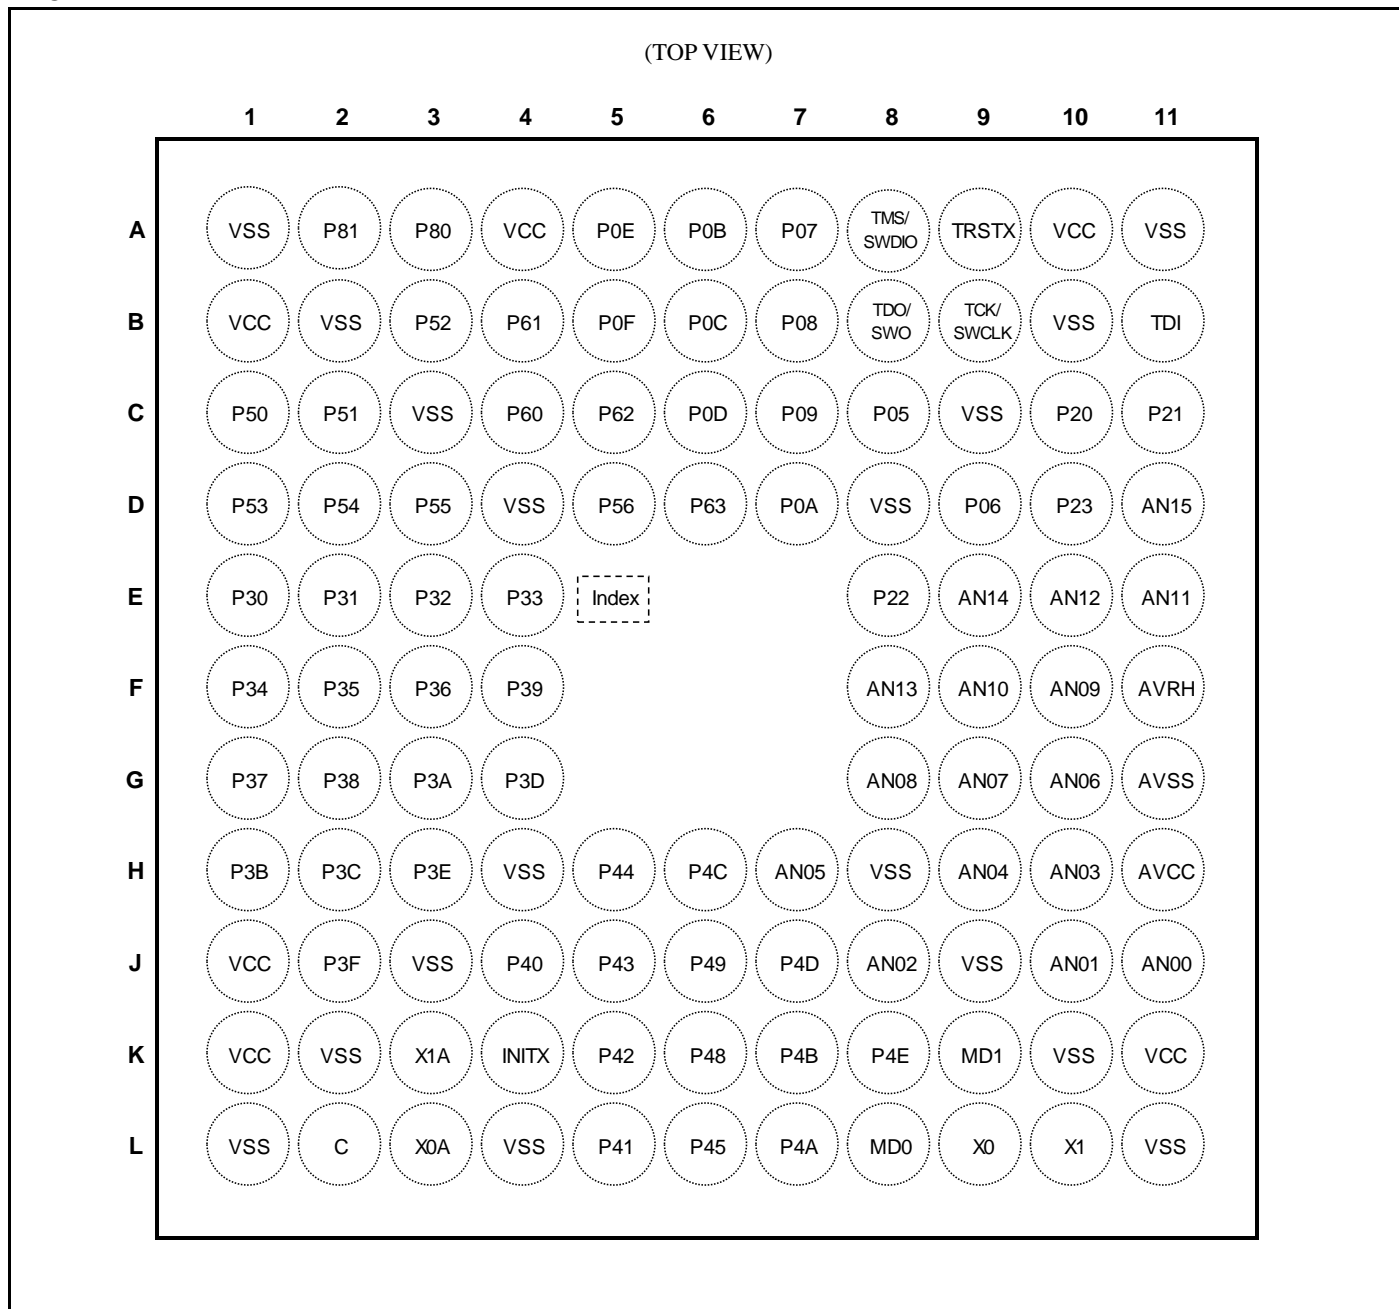 (TOP VIEW)
1 2 3 4 5 6 7 8 9 10 11
A VSS P81 P80 VCC P0E P0B P07 TMS/ SWDIO TRSTX VCC VSS
B VCC VSS P52 P61 P0F P0C P08 TDO/ SWO TCK/ SWCLK VSS TDI
C P50 P51 VSS P60 P62 P0D P09 P05 VSS P20 P21
D P53 P54 P55 VSS P56 P63 P0A VSS P06 P23 AN15
E P30 P31 P32 P33 Index P22 AN14 AN12 AN11
F P34 P35 P36 P39 AN13 AN10 AN09 AVRH
G P37 P38 P3A P3D AN08 AN07 AN06 AVSS
H P3B P3C P3E VSS P44 P4C AN05 VSS AN04 AN03 AVCC
J VCC P3F VSS P40 P43 P49 P4D AN02 VSS AN01 AN00
K VCC VSS X1A INITX P42 P48 P4B P4E MD1 VSS VCC
L VSS C X0A VSS P41 P45 P4A MD0 X0 X1 VSS